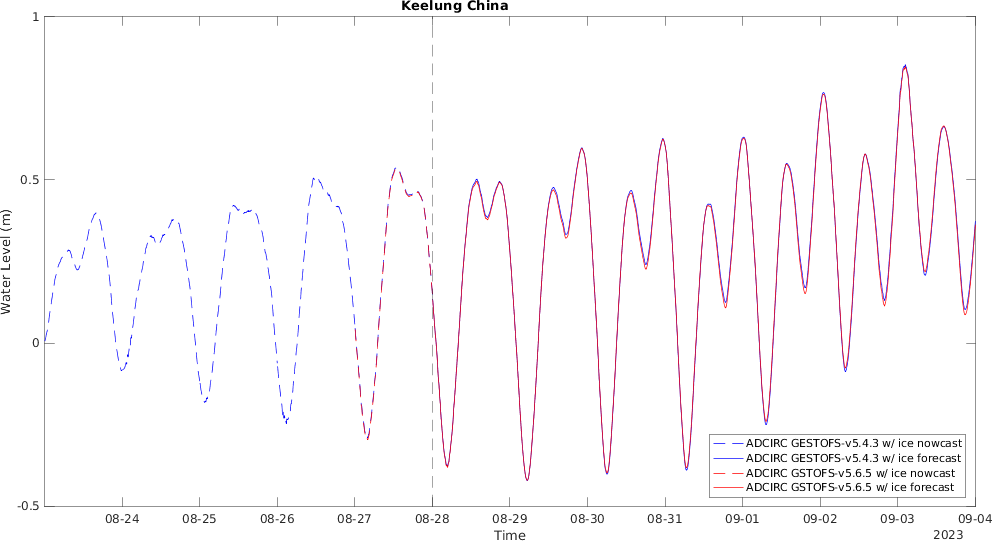 Keelung China
Water Level (m)
1
0.5
0
-0.5
08-24 08-25 08-26 08-27 08-28 08-29 08-30 08-31 09-01 09-02 09-03 09-04
Time
2023
ADCIRC GESTOFS-v5.4.3 w/ ice nowcast
ADCIRC GESTOFS-v5.4.3 w/ ice forecast
ADCIRC GSTOFS-v5.6.5 w/ ice nowcast
ADCIRC GSTOFS-v5.6.5 w/ ice forecast